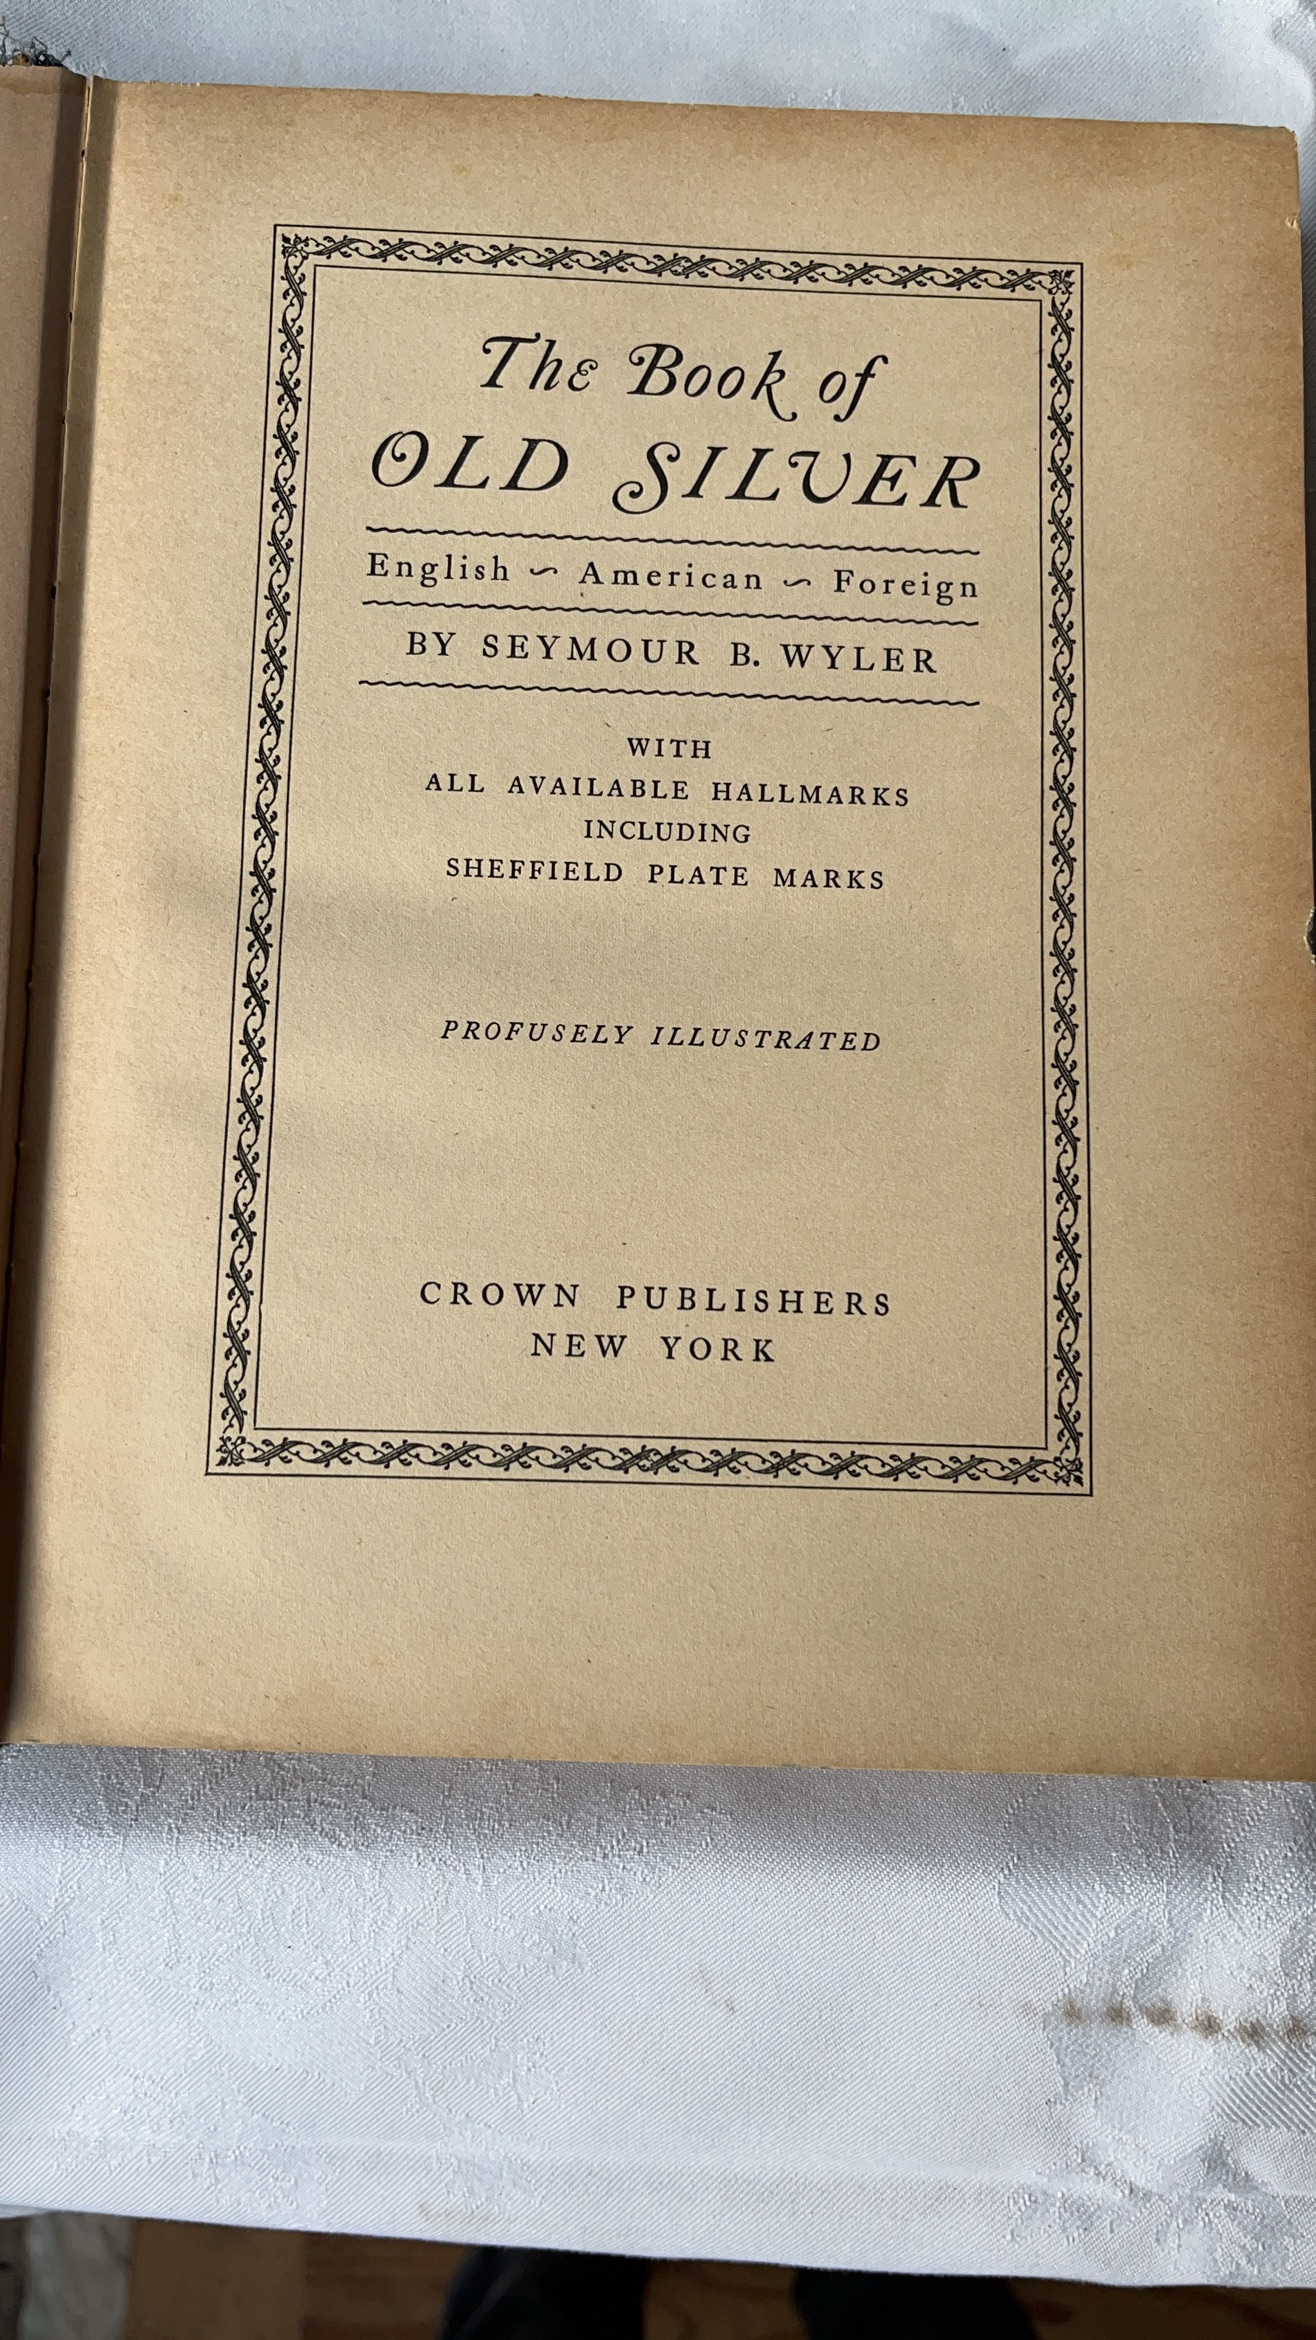 The Book of
OLD SILVER
English ~ American ~ Foreign
BY SEYMOUR B. WYLER
WITH
ALL AVAILABLE HALLMARKS
INCLUDING
SHEFFIELD PLATE MARKS
PROFUSELY ILLUSTRATED
CROWN PUBLISHERS
NEW YORK